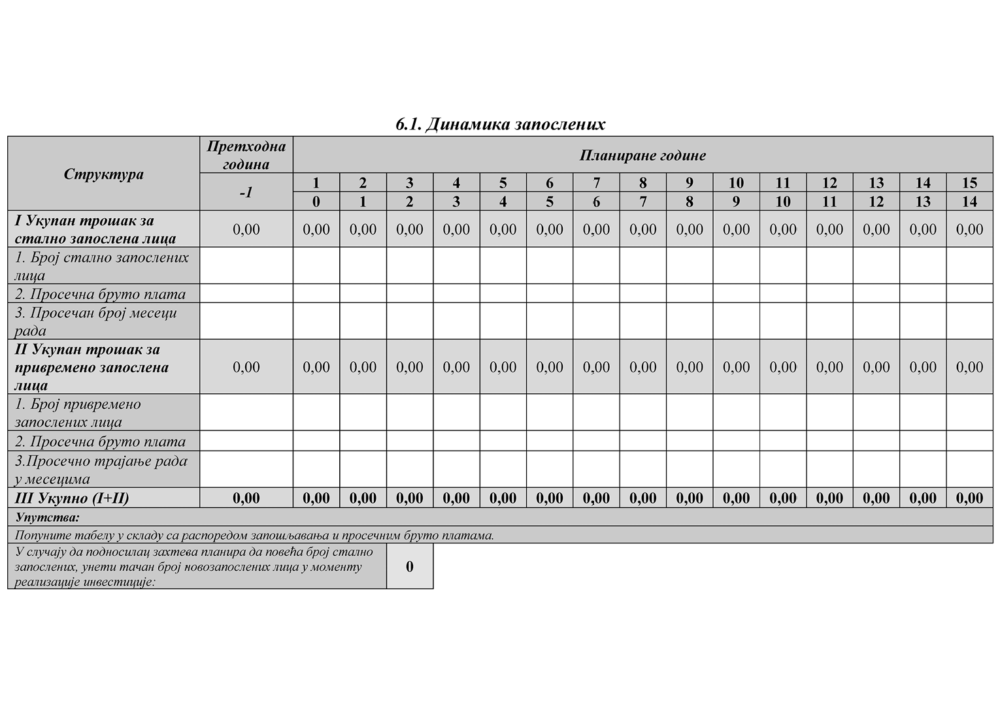 6.1. Динамика запослених
Структура
Претходна
година
Планиране године
-1
1 2 3 4 5 6 7 8 9 10 11 12 13 14 15
0 1 2 3 4 5 6 7 8 9 10 11 12 13 14
I Укупан трошак за
стално запослена лица
0,00 0,00 0,00 0,00 0,00 0,00 0,00 0,00 0,00 0,00 0,00 0,00 0,00 0,00 0,00 0,00
1. Број стално запослених
лица
2. Просечна бруто плата
3. Просечан број месеци
рада
II Укупан трошак за
привремено запослена
лица
0,00 0,00 0,00 0,00 0,00 0,00 0,00 0,00 0,00 0,00 0,00 0,00 0,00 0,00 0,00 0,00
1. Број привремено
запослених лица
2. Просечна бруто плата
3.Просечно трајање рада
у месецима
III Укупно (I+II) 0,00 0,00 0,00 0,00 0,00 0,00 0,00 0,00 0,00 0,00 0,00 0,00 0,00 0,00 0,00 0,00
Упутства:
Попуните табелу у складу са распоредом запошљавања и просечним бруто платама.
У случају да подносилац захтева планира да повећа број стално
запослених, унети тачан број новозапослених лица у моменту
реализације инвестиције:
0